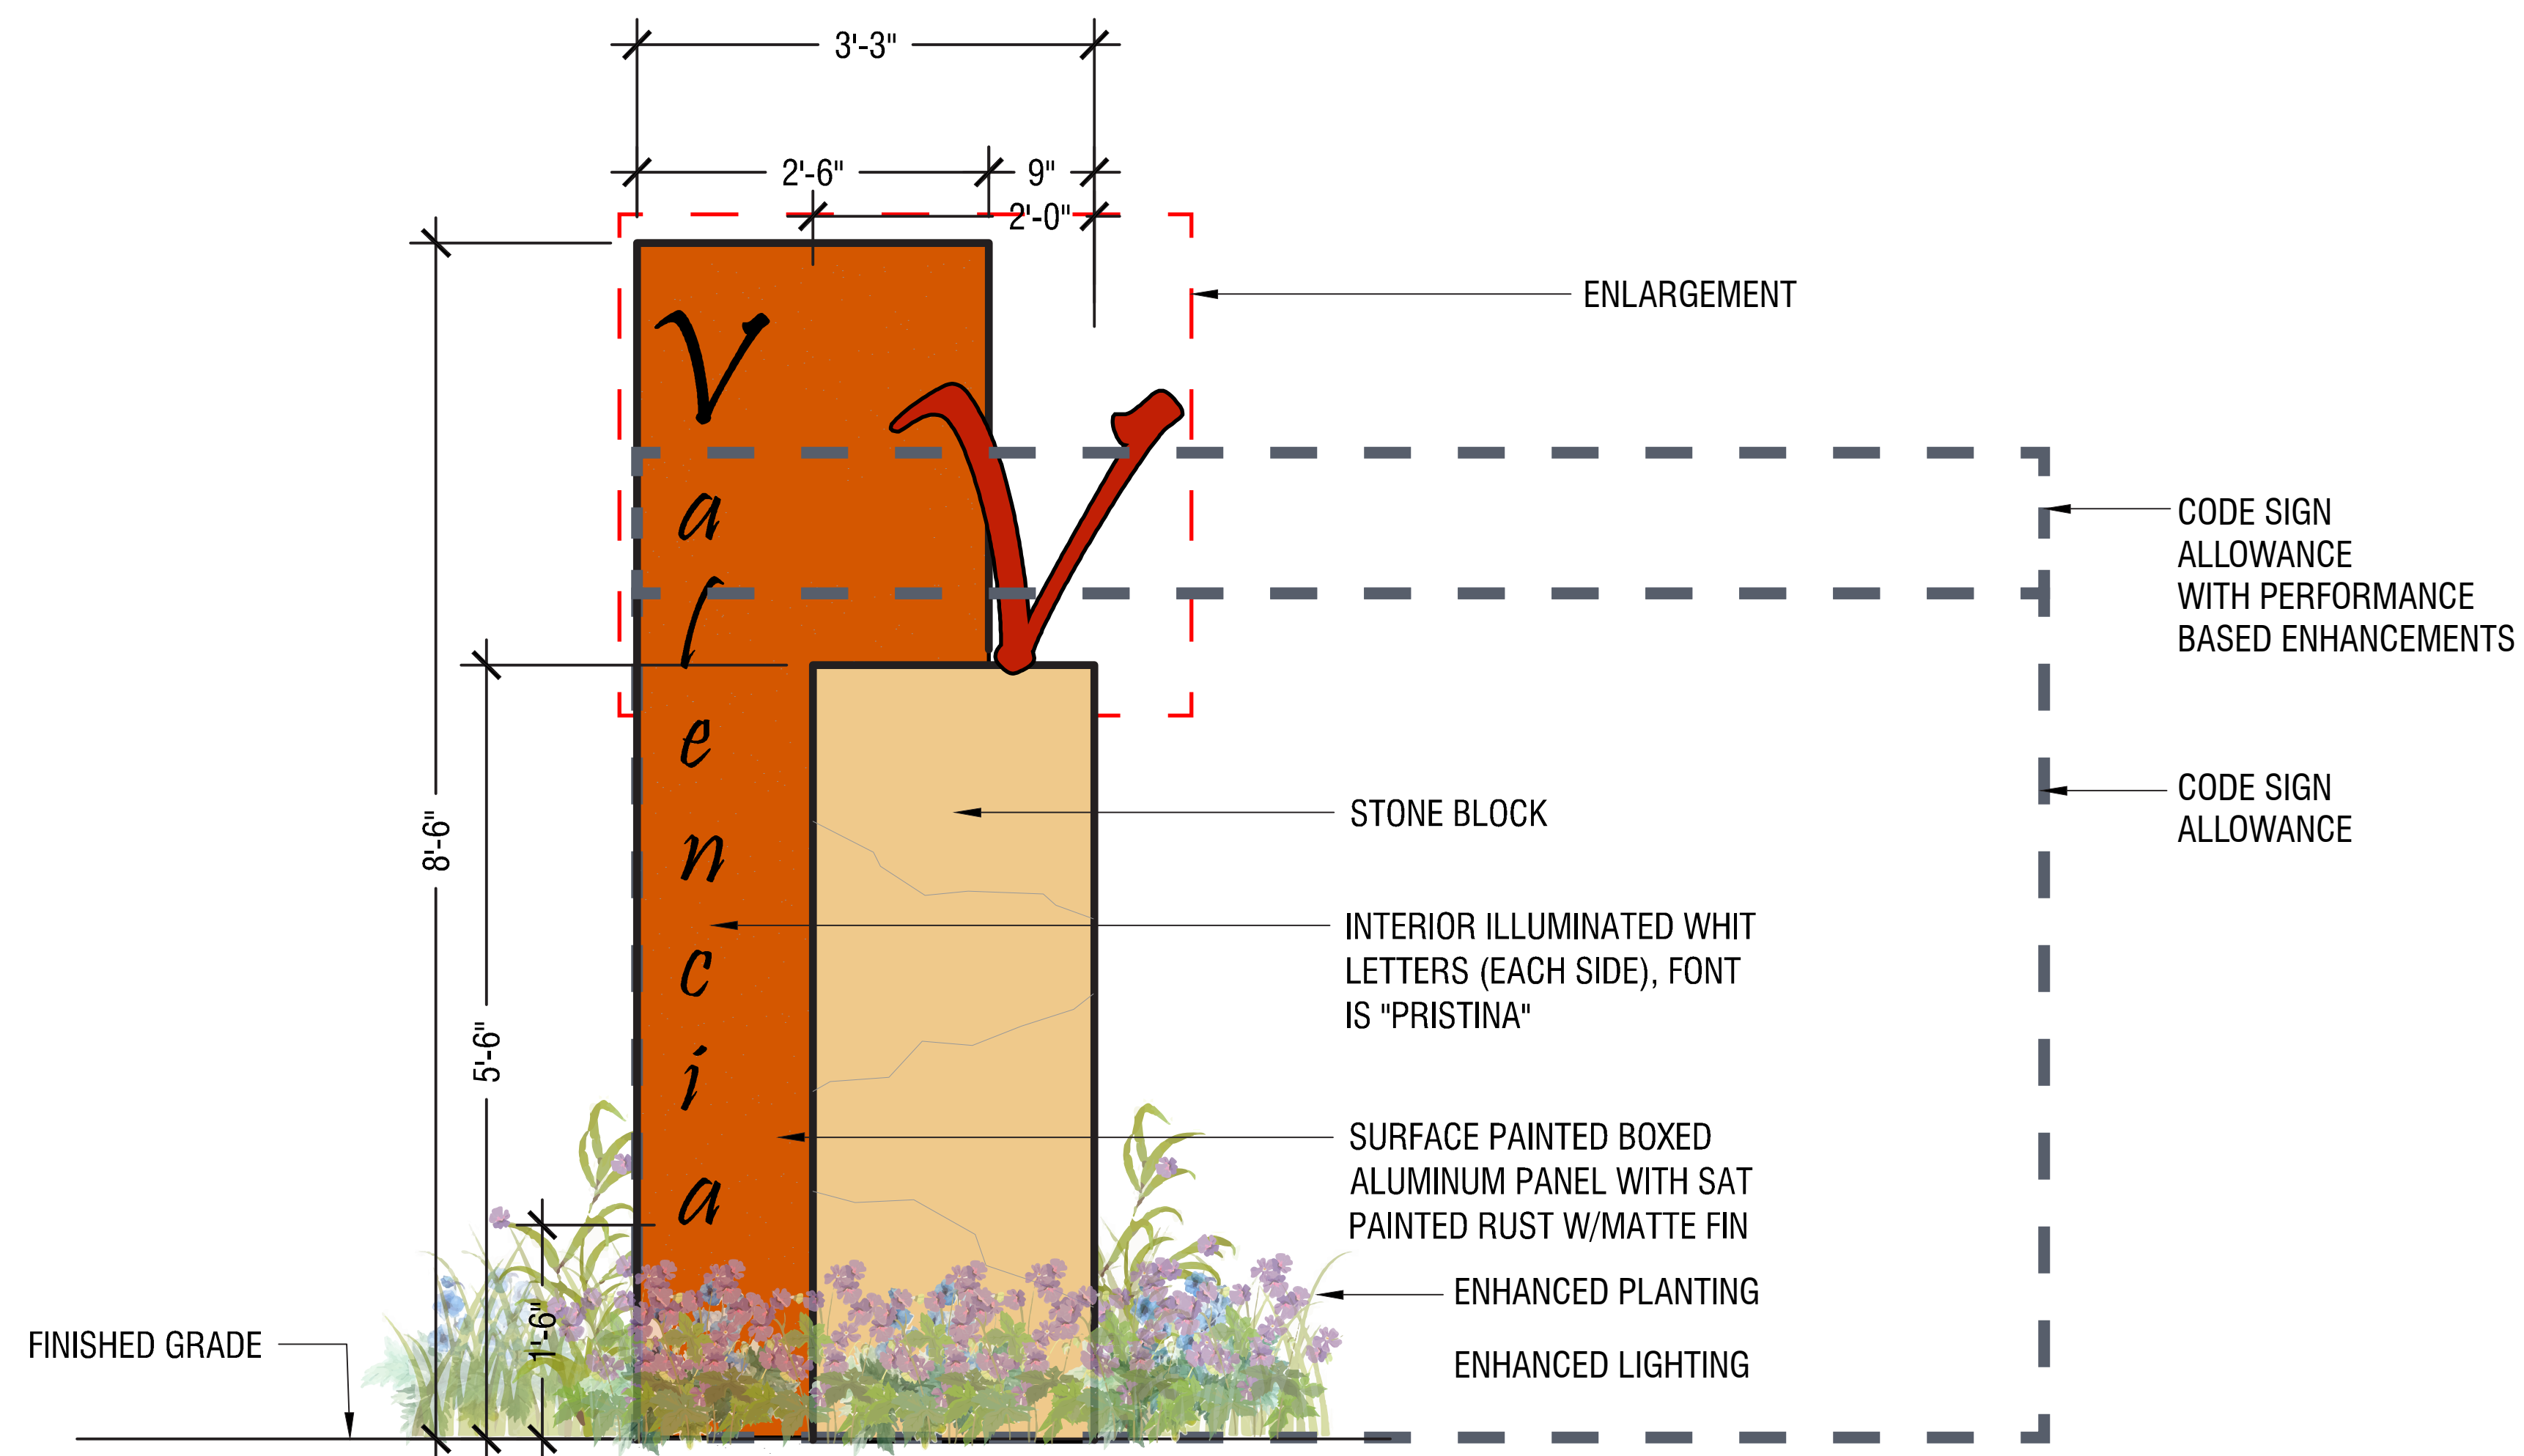 3'-3"
2'-6"
9"
2'-0"
ENLARGEMENT
Valencia
V
CODE SIGN
ALLOWANCE
WITH PERFORMANCE
BASED ENHANCEMENTS
CODE SIGN
ALLOWANCE
8'-6"
5'-6"
1'-6"
STONE BLOCK
INTERIOR ILLUMINATED WHIT
LETTERS (EACH SIDE), FONT
IS "PRISTINA"
SURFACE PAINTED BOXED
ALUMINUM PANEL WITH SAT
PAINTED RUST W/MATTE FIN
ENHANCED PLANTING
ENHANCED LIGHTING
FINISHED GRADE